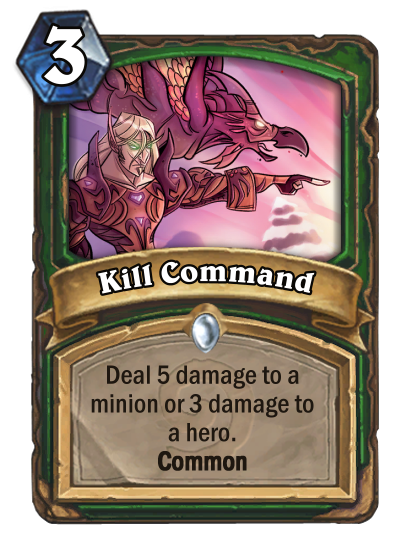 3
Kill Command
Deal 5 damage to a
minion or 3 damage to
a hero.
Common